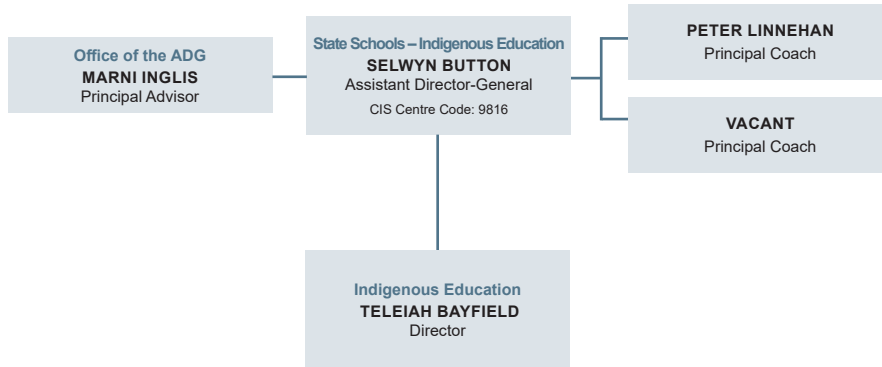 Office of the ADG
MARNI INGLIS
Principal Advisor
State Schools – Indigenous Education
SELWYN BUTTON
Assistant Director-General
CIS Centre Code: 9816
PETER LINNEHAN
Principal Coach
VACANT
Principal Coach
Indigenous Education
TELEIAH BAYFIELD
Director